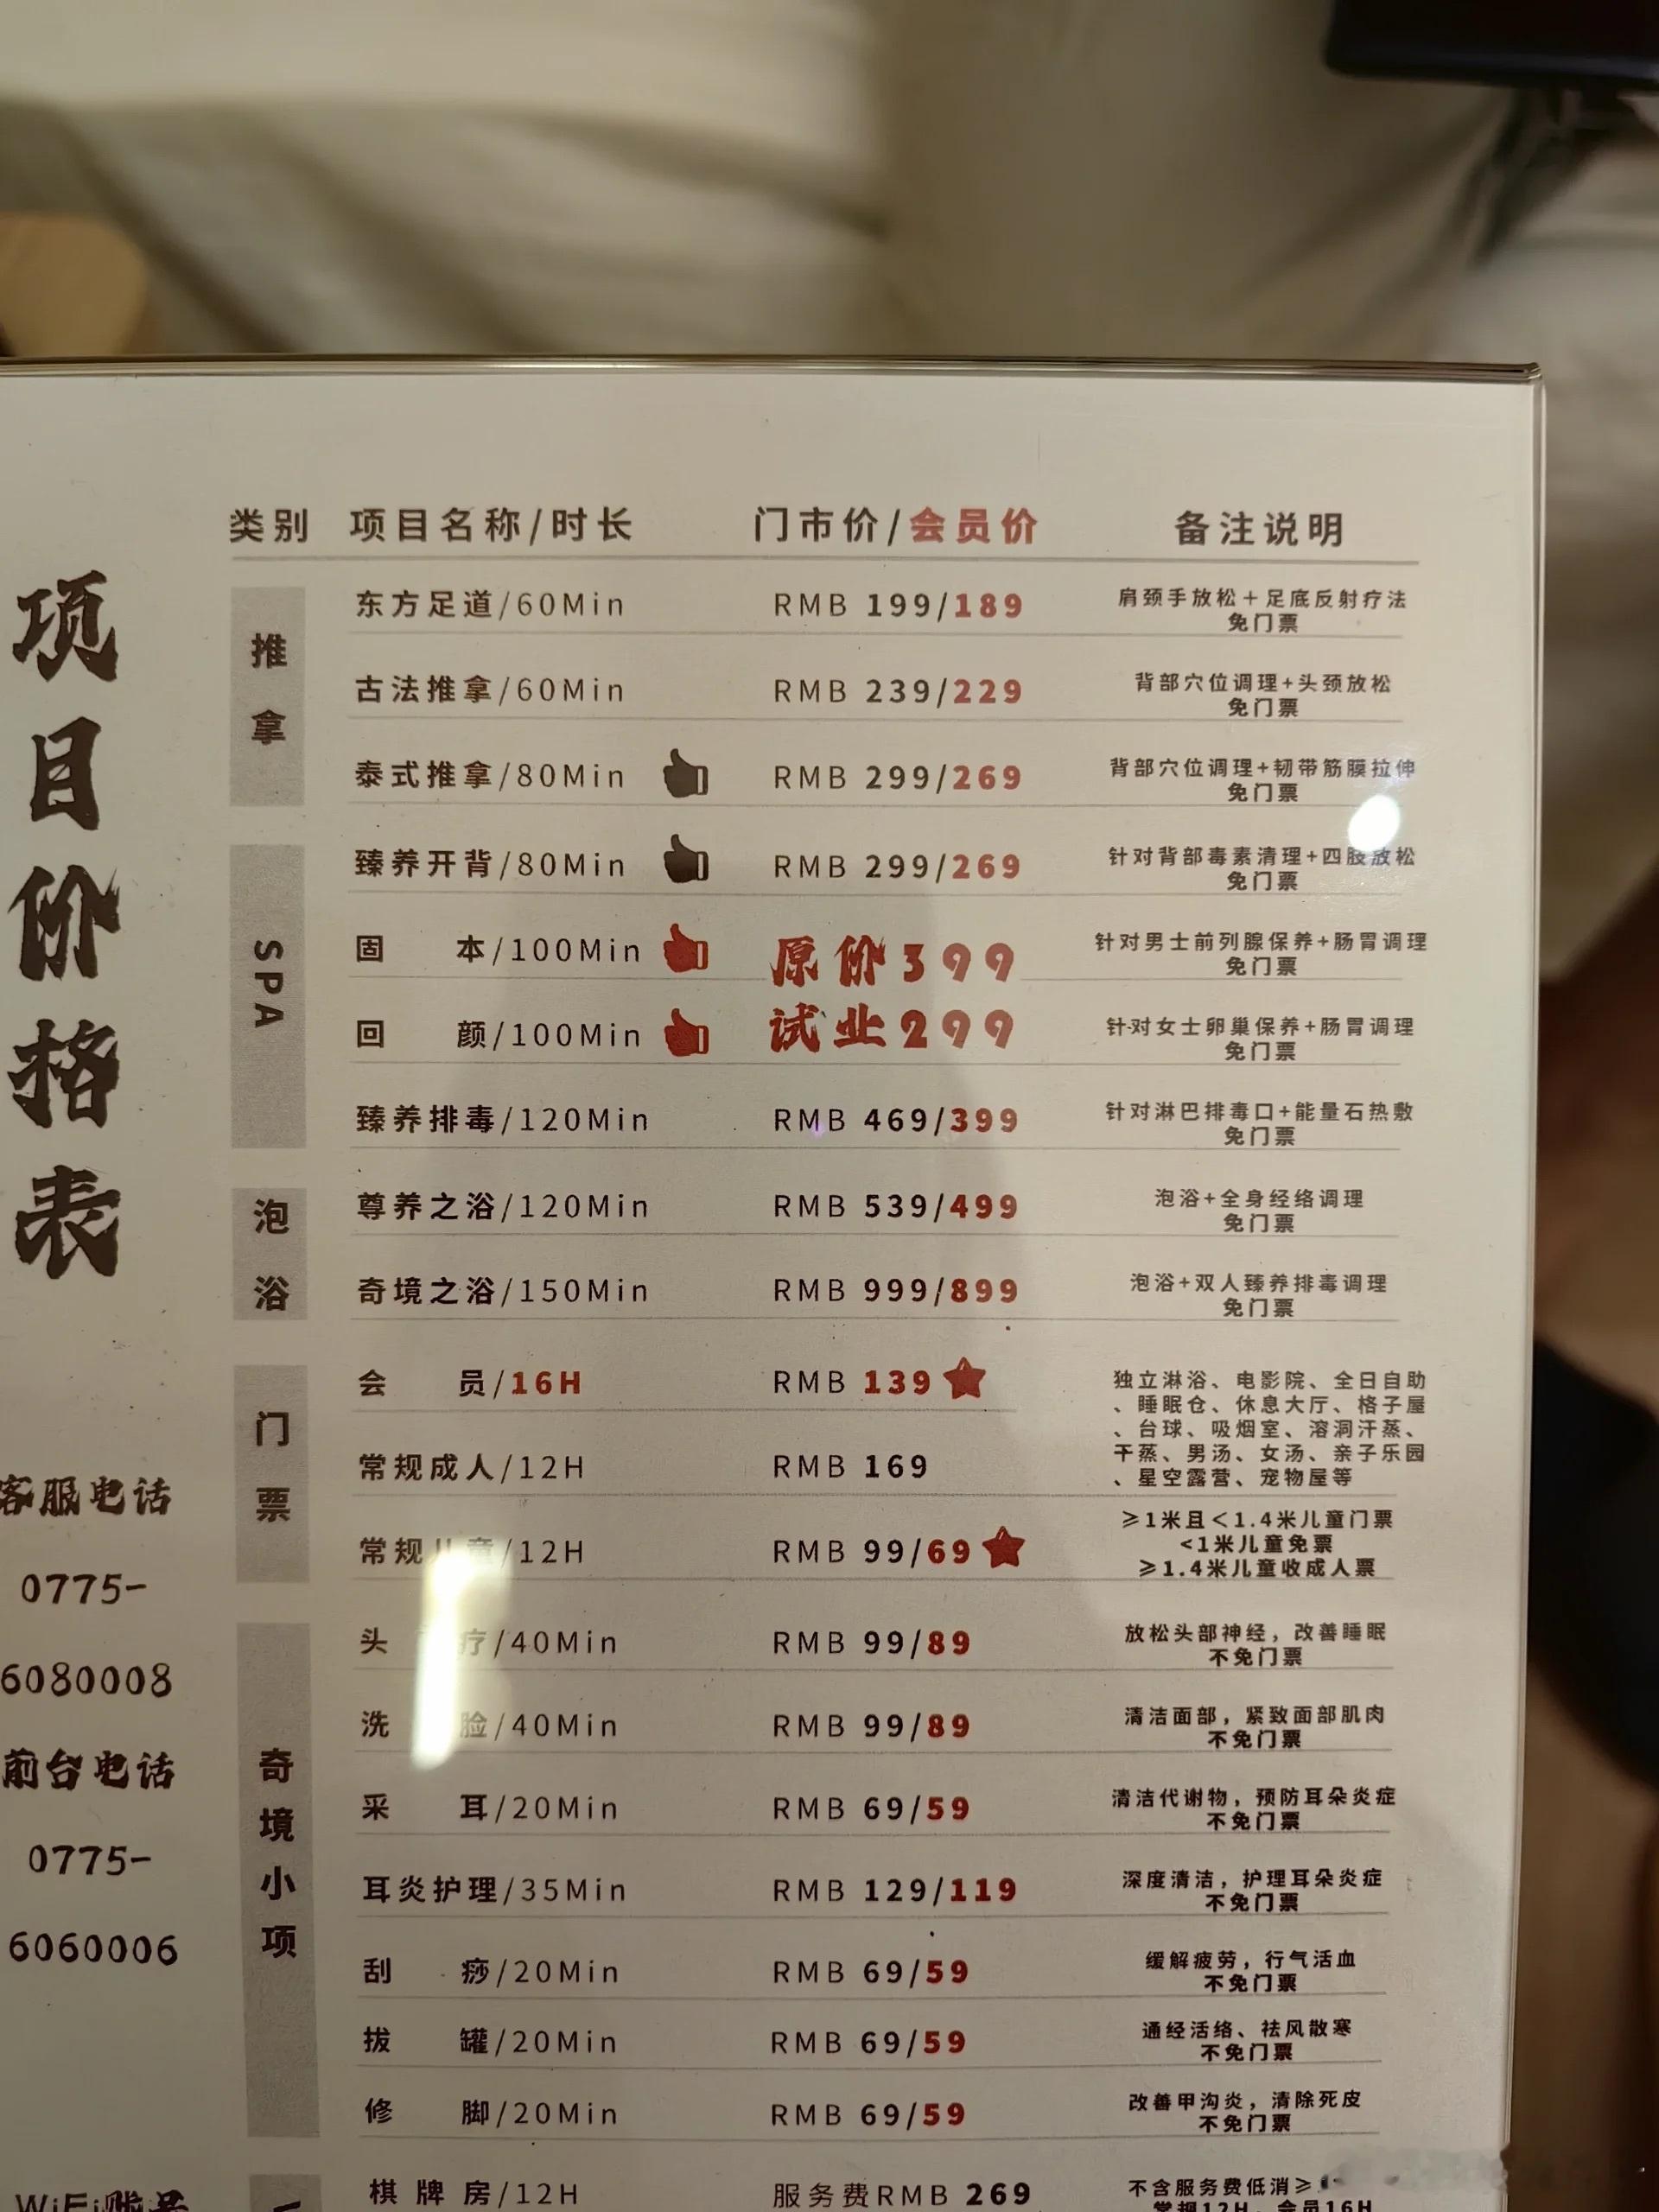 项目价格表
客服电话
0775-
6080008
前台电话
0775-
6060006
类别 项目名称/时长 门市价/会员价 备注说明
推拿
东方足道/60Min RMB 199/189 肩颈手放松+足底反射疗法
免门票
古法推拿/60Min RMB 239/229 背部穴位调理+头颈放松
免门票
泰式推拿/80Min RMB 299/269 背部穴位调理+韧带筋膜拉伸
免门票
SPA
臻养开背/80Min RMB 299/269 针对背部毒素清理+四肢放松
免门票
固本/100Min 原价399 针对男士前列腺保养+肠胃调理
免门票
回颜/100Min 试业299 针对女士卵巢保养+肠胃调理
免门票
臻养排毒/120Min RMB 469/399 针对淋巴排毒口+能量石热敷
免门票
泡浴
尊养之浴/120Min RMB 539/499 泡浴+全身经络调理
免门票
奇境之浴/150Min RMB 999/899 泡浴+双人臻养排毒调理
免门票
门票
会员/16H RMB 139
常规成人/12H RMB 169
独立淋浴、电影院、全日自助
、睡眠仓、休息大厅、格子屋
、台球、吸烟室、溶洞汗蒸、
干蒸、男汤、女汤、亲子乐园
、星空露营、宠物屋等
常规儿童/12H RMB 99/69 ≥1米且<1.4米儿童门票
<1米儿童免票
≥1.4米儿童收成人票
奇境小项
头疗/40Min RMB 99/89 放松头部神经，改善睡眠
不免门票
洗脸/40Min RMB 99/89 清洁面部，紧致面部肌肉
不免门票
采耳/20Min RMB 69/59 清洁代谢物，预防耳朵炎症
不免门票
耳炎护理/35Min RMB 129/119 深度清洁，护理耳朵炎症
不免门票
刮痧/20Min RMB 69/59 缓解疲劳，行气活血
不免门票
拔罐/20Min RMB 69/59 通经活络、祛风散寒
不免门票
修脚/20Min RMB 69/59 改善甲沟炎，清除死皮
不免门票
棋牌房/12H 服务费RMB 269 不含服务费低消≥
常规12H，会员16H
WiFi账号